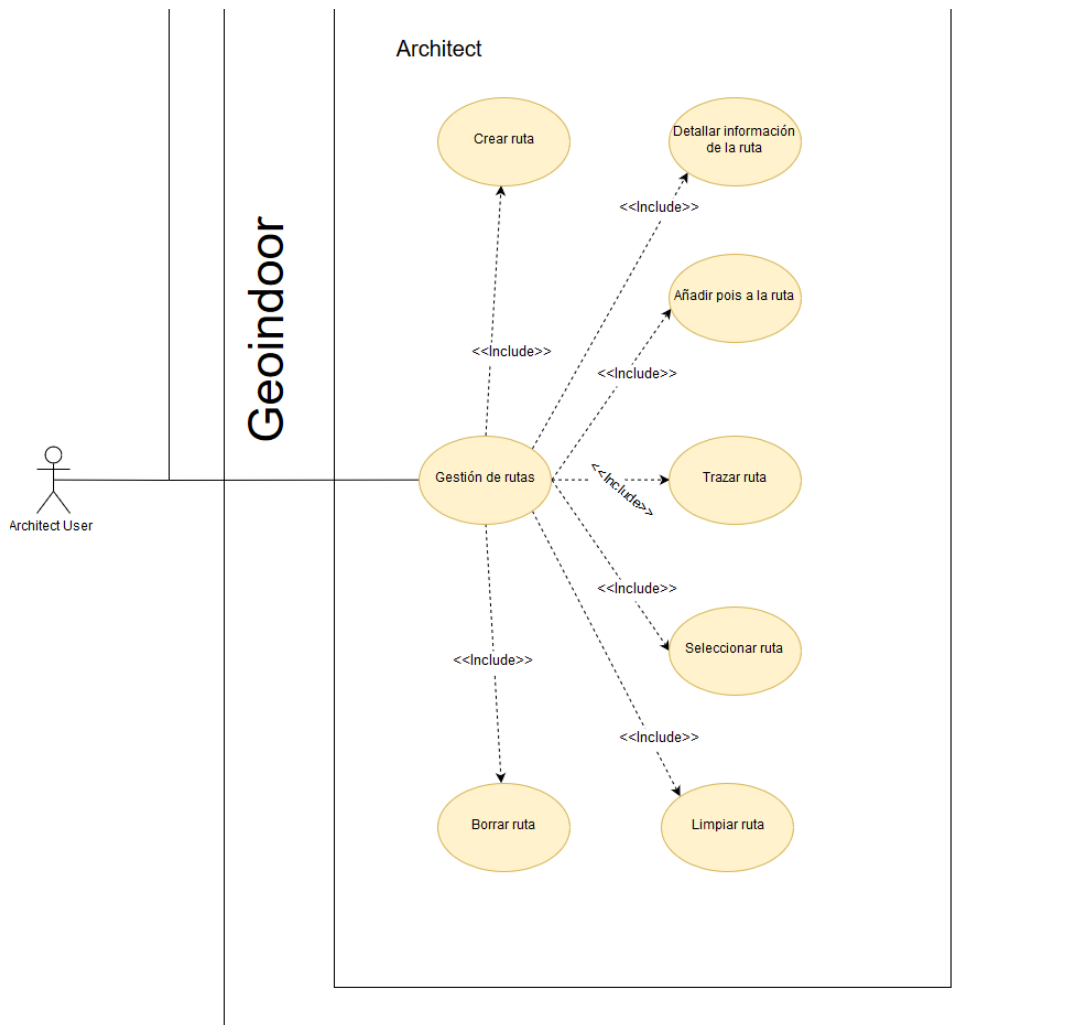 Architect
Crear ruta
Detallar información
de la ruta
<<Include>>
Añadir pois a la ruta
<<Include>>
<<Include>>
Geoindoor
Gestión de rutas
<<Include>>
Trazar ruta
Architect User
<<Include>>
Seleccionar ruta
<<Include>>
<<Include>>
Borrar ruta
Limpiar ruta